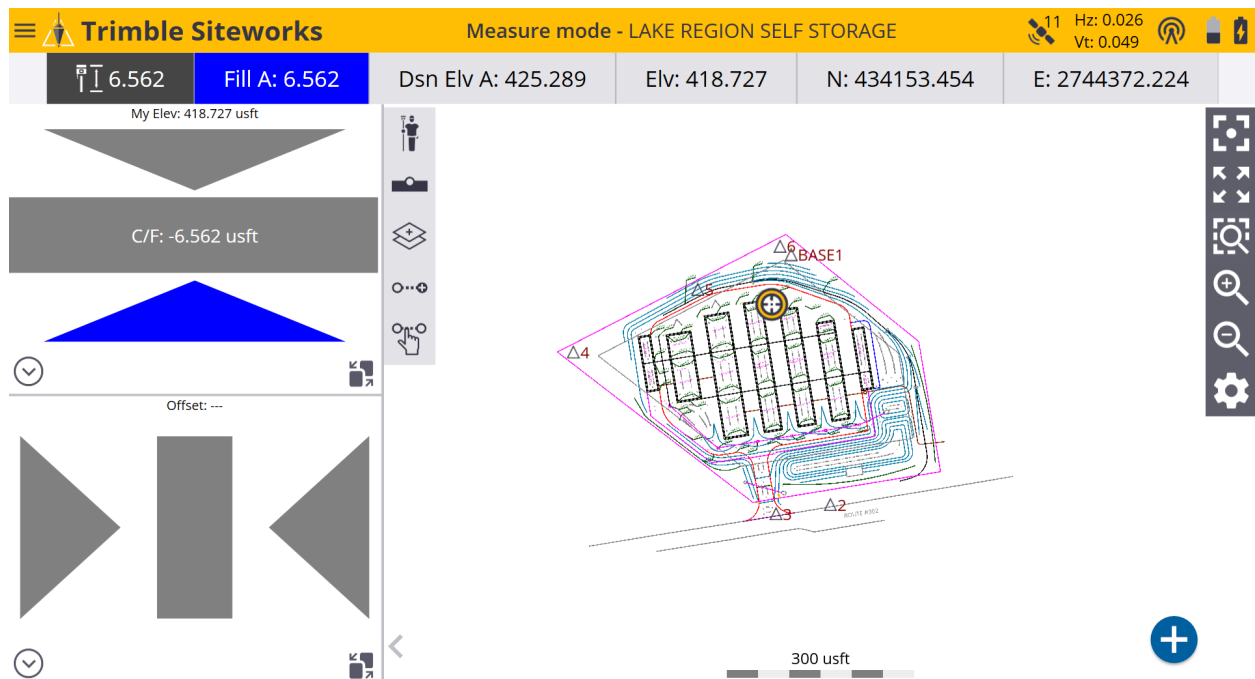 Trimble Siteworks
Measure mode - LAKE REGION SELF STORAGE
11
Hz: 0.026
Vt: 0.049
6.562
Fill A: 6.562
Dsn Elv A: 425.289
Elv: 418.727
N: 434153.454
E: 2744372.224
My Elev: 418.727 usft
C/F: -6.562 usft
Offset: ---
6
BASE1
5
4
2
3
ROUTE #302
300 usft